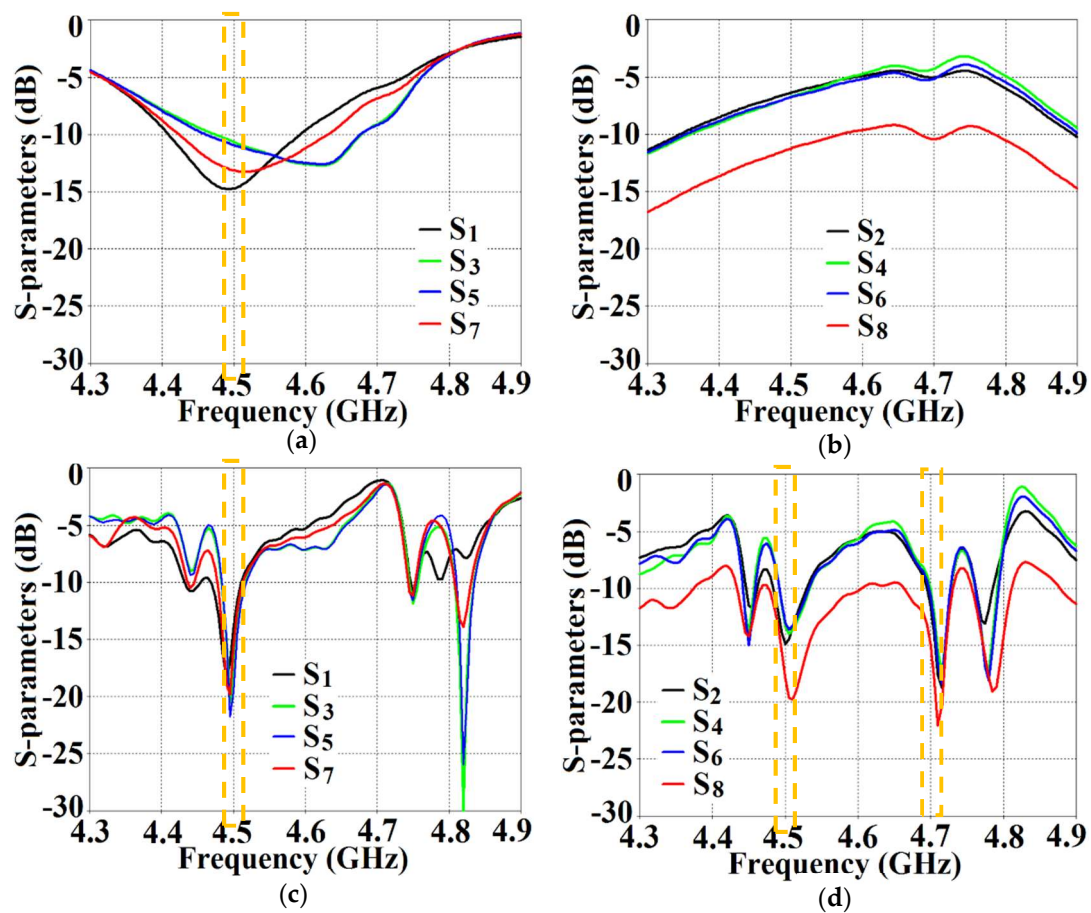 0
-5
-10
-15
-20
-25
-30
S-parameters (dB)
S1
S3
S5
S7
4.3 4.4 4.5 4.6 4.7 4.8 4.9
Frequency (GHz)
(a)
0
-5
-10
-15
-20
-25
-30
S-parameters (dB)
S2
S4
S6
S8
4.3 4.4 4.5 4.6 4.7 4.8 4.9
Frequency (GHz)
(b)
0
-5
-10
-15
-20
-25
-30
S-parameters (dB)
S1
S3
S5
S7
4.3 4.4 4.5 4.6 4.7 4.8 4.9
Frequency (GHz)
(c)
0
-5
-10
-15
-20
-25
-30
S-parameters (dB)
S2
S4
S6
S8
4.3 4.4 4.5 4.6 4.7 4.8 4.9
Frequency (GHz)
(d)